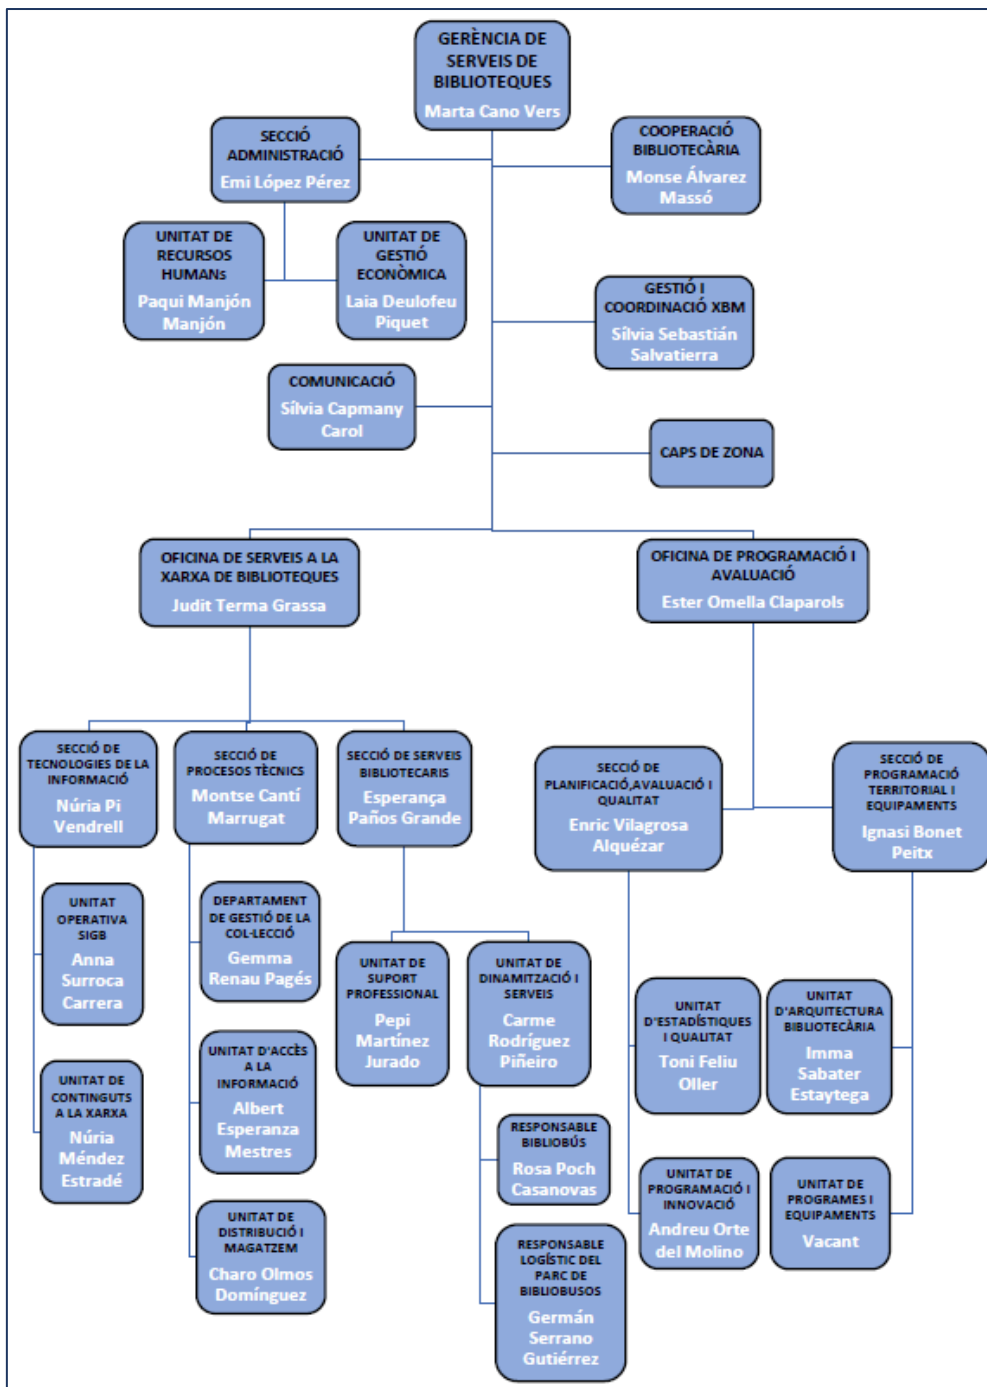 GERÈNCIA DE
SERVEIS DE
BIBLIOTEQUES
Marta Cano Vers
SECCIÓ
ADMINISTRACIÓ
Emi López Pérez
COOPERACIÓ
BIBLIOTECÀRIA
Monse Álvarez
Massó
UNITAT DE
RECURSOS
HUMANs
Paqui Manjón
Manjón
UNITAT DE
GESTIÓ
ECONÒMICA
Laia Deulofeu
Piquet
GESTIÓ I
COORDINACIÓ XBM
Sílvia Sebastián
Salvatierra
COMUNICACIÓ
Sílvia Capmany
Carol
CAPS DE ZONA
OFICINA DE SERVEIS A LA
XARXA DE BIBLIOTEQUES
Judit Terma Grassa
OFICINA DE PROGRAMACIÓ I
AVALUACIÓ
Ester Omella Claparols
SECCIÓ DE
TECNOLOGIES DE LA
INFORMACIÓ
Núria Pi
Vendrell
SECCIÓ DE
PROCESOS TÈCNICS
Montse Cantí
Marrugat
SECCIÓ DE SERVEIS
BIBLIOTECARIS
Esperança
Paños Grande
SECCIÓ DE
PLANIFICACIÓ,AVALUACIÓ I
QUALITAT
Enric Vilagrosa
Alquézar
SECCIÓ DE
PROGRAMACIÓ
TERRITORIAL I
EQUIPAMENTS
Ignasi Bonet
Peitx
UNITAT
OPERATIVA
SIGB
Anna
Surroca
Carrera
DEPARTAMENT
DE GESTIÓ DE LA
COL·LECCIÓ
Gemma
Renau Pagés
UNITAT DE
SUPORT
PROFESSIONAL
Pepi
Martínez
Jurado
UNITAT DE
DINAMITZACIÓ I
SERVEIS
Carme
Rodríguez
Piñeiro
UNITAT
D'ESTADÍSTIQUES
I QUALITAT
Toni Feliu
Oller
UNITAT
D'ARQUITECTURA
BIBLIOTECÀRIA
Imma
Sabater
Estaytega
UNITAT DE
CONTINGUTS
A LA XARXA
Núria
Méndez
Estradé
UNITAT D'ACCÈS
A LA
INFORMACIÓ
Albert
Esperanza
Mestres
RESPONSABLE
BIBLIOBÚS
Rosa Poch
Casanovas
UNITAT DE
PROGRAMACIÓ I
INNOVACIÓ
Andreu Orte
del Molino
UNITAT DE
PROGRAMES I
EQUIPAMENTS
Vacant
UNITAT DE
DISTRIBUCIÓ I
MAGATZEM
Charo Olmos
Domínguez
RESPONSABLE
LOGÍSTIC DEL
PARC DE
BIBLIOBUSOS
Germán
Serrano
Gutiérrez